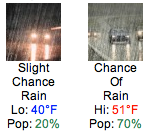 Slight
Chance
Rain
Lo: 40°F
Pop: 20%
Chance
Of
Rain
Hi: 51°F
Pop: 70%